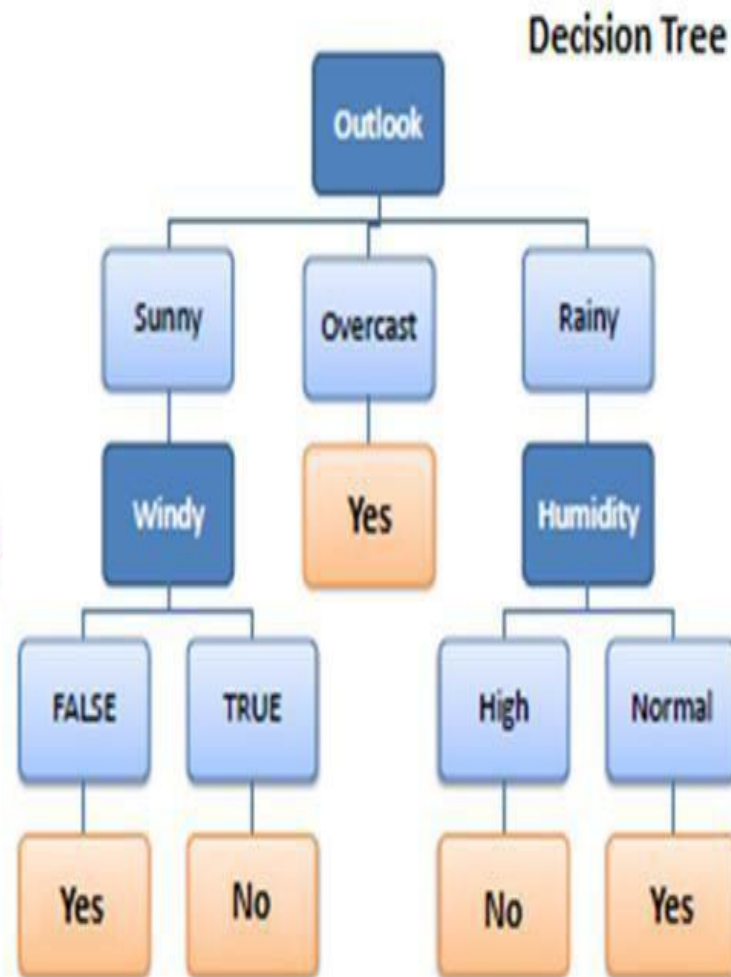 Decision Tree
Outlook
Sunny
Overcast
Rainy
Windy
Yes
Humidity
FALSE
TRUE
High
Normal
Yes
No
No
Yes